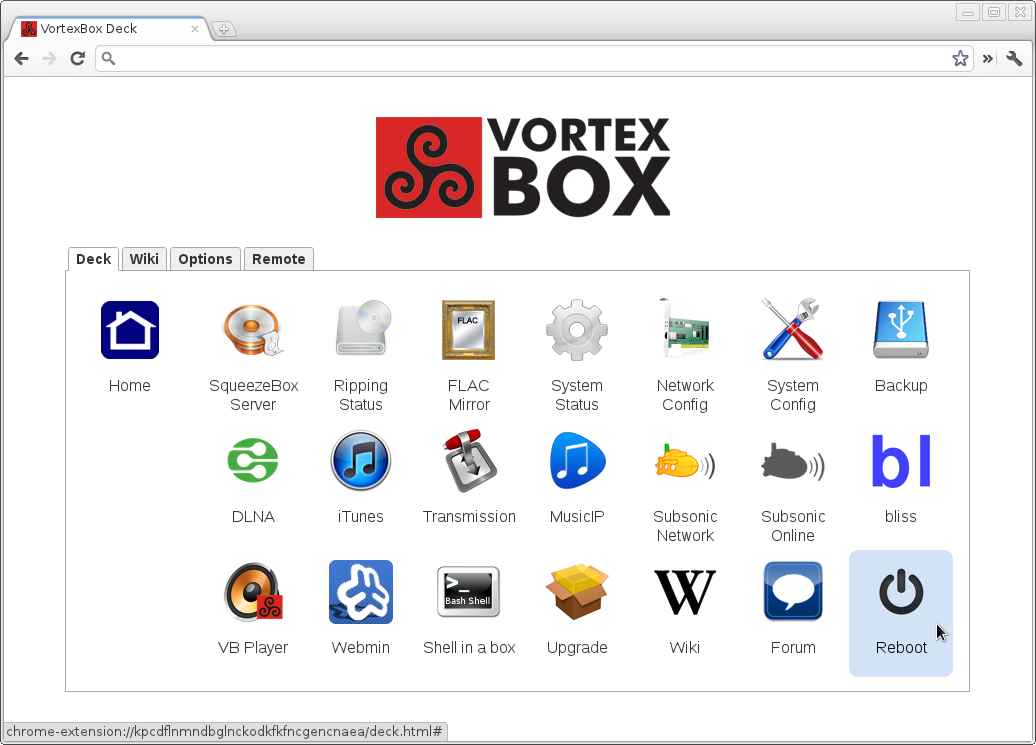 VortexBox Deck
VORTEX
BOX
Deck Wiki Options Remote
FLAC
Home
SqueezeBox
Server
Ripping
Status
FLAC
Mirror
System
Status
Network
Config
System
Config
Backup
bl
DLNA
iTunes
Transmission
MusicIP
Subsonic
Network
Subsonic
Online
bliss
>_
Bash Shell
W
VB Player
Webmin
Shell in a box
Upgrade
Wiki
Forum
Reboot
chrome-extension://kpcdflnmndbglnckodkfkfncgencnaea/deck.html#